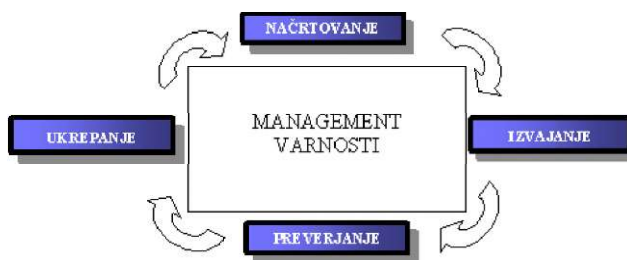 NAČRTOVANJE
UKREPANJE
MANAGEMENT
VARNOSTI
IZVAJANJE
PREVERJANJE